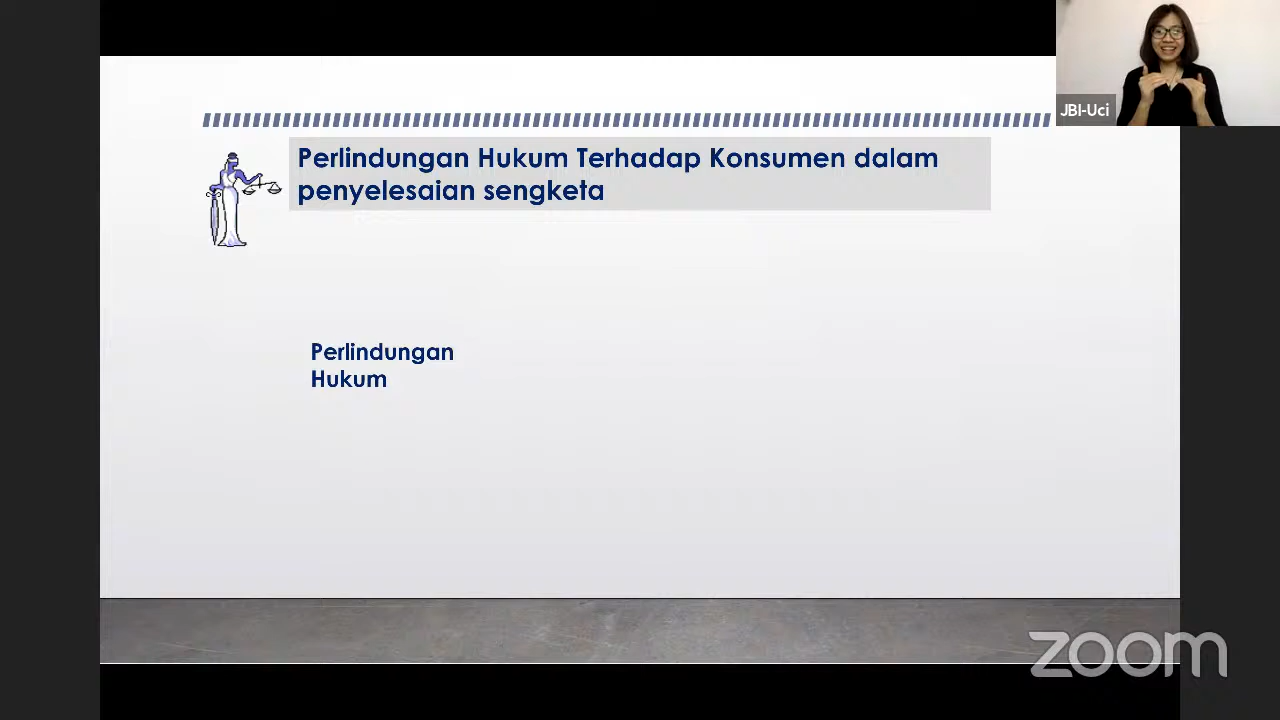 JBI-Uci
Perlindungan Hukum Terhadap Konsumen dalam
penyelesaian sengketa
Perlindungan
Hukum
zoom